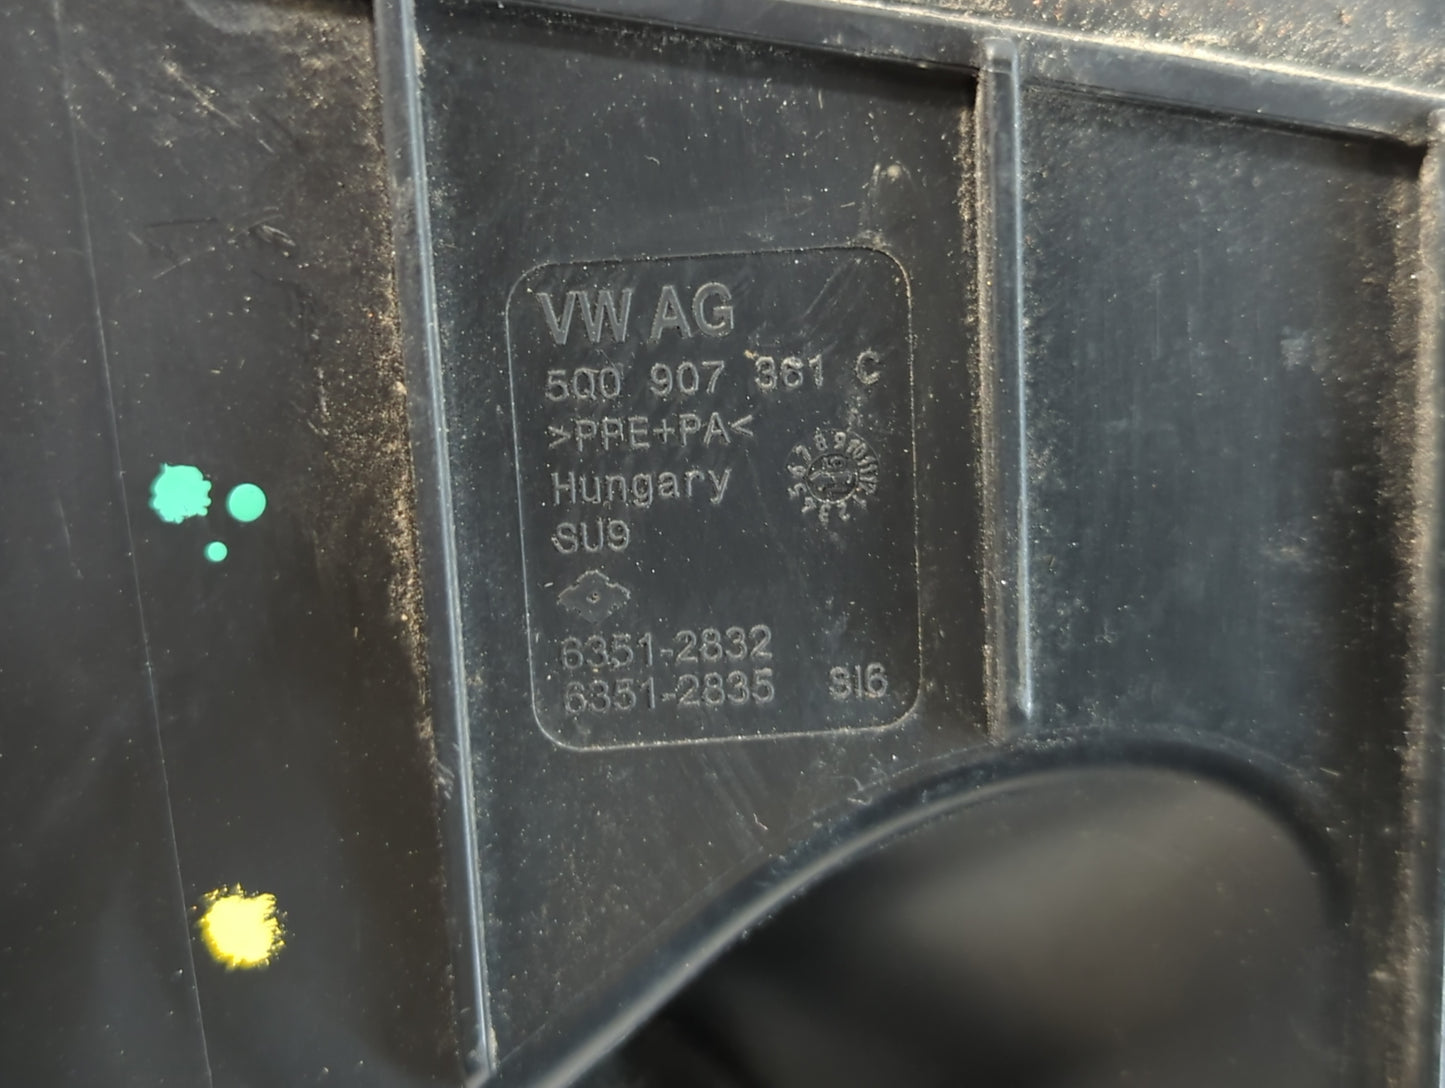 VW AG
5Q0 907 361 C
>PPE+PA<
Hungary
SU9
6351-2832
6351-2835 SI6